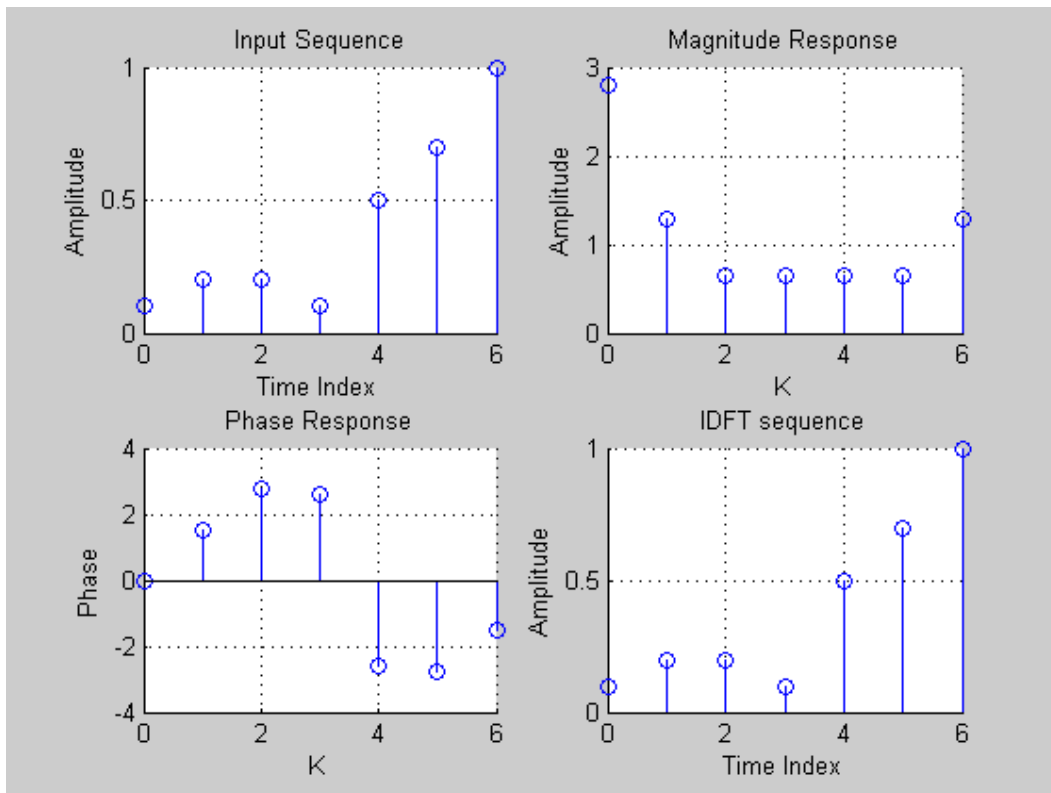 Input Sequence
Magnitude Response
1
0.5
0
Amplitude
0 2 4 6
Time Index
3
2
1
0
Amplitude
0 2 4 6
K
Phase Response
IDFT sequence
4
2
0
-2
-4
Phase
0 2 4 6
K
1
0.5
0
Amplitude
0 2 4 6
Time Index